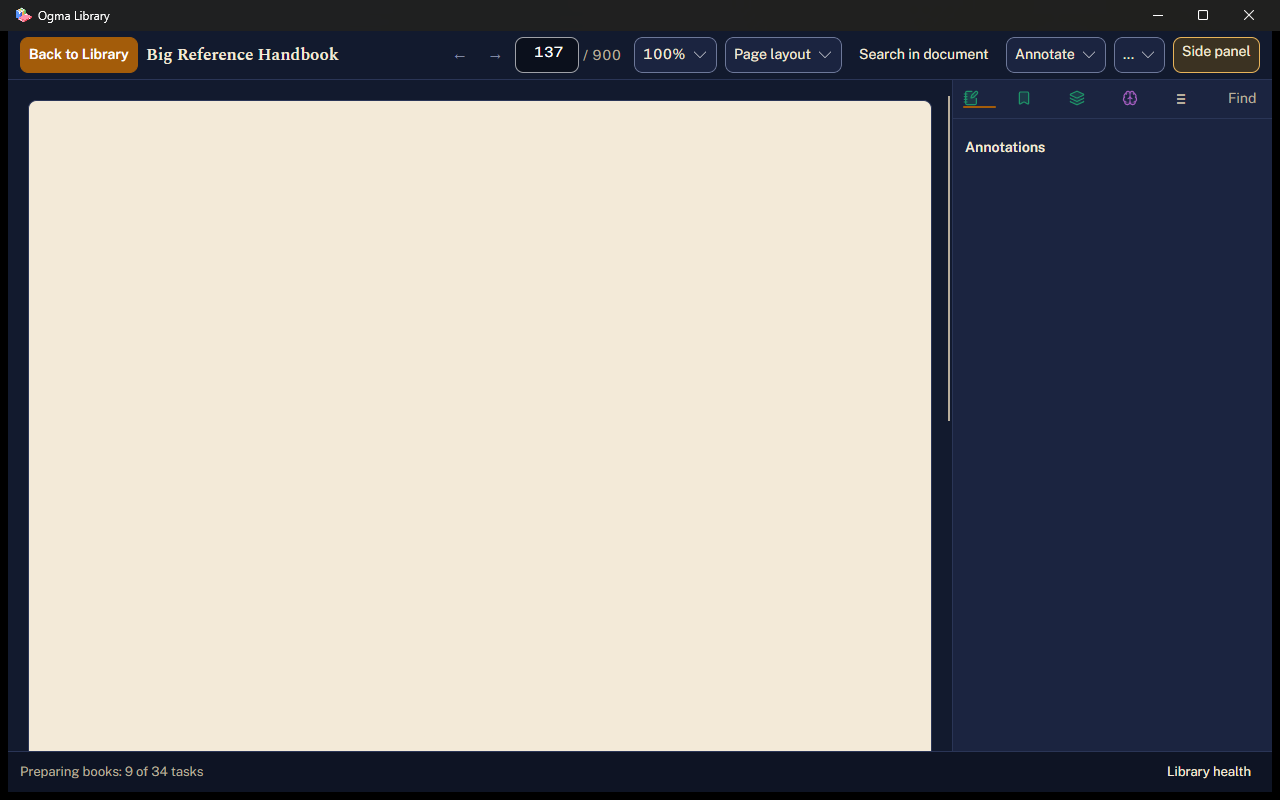 Ogma Library
Back to Library
Big Reference Handbook
← → 137 / 900
100%
Page layout
Search in document
Annotate
...
Side panel
Find
Annotations
Preparing books: 9 of 34 tasks
Library health